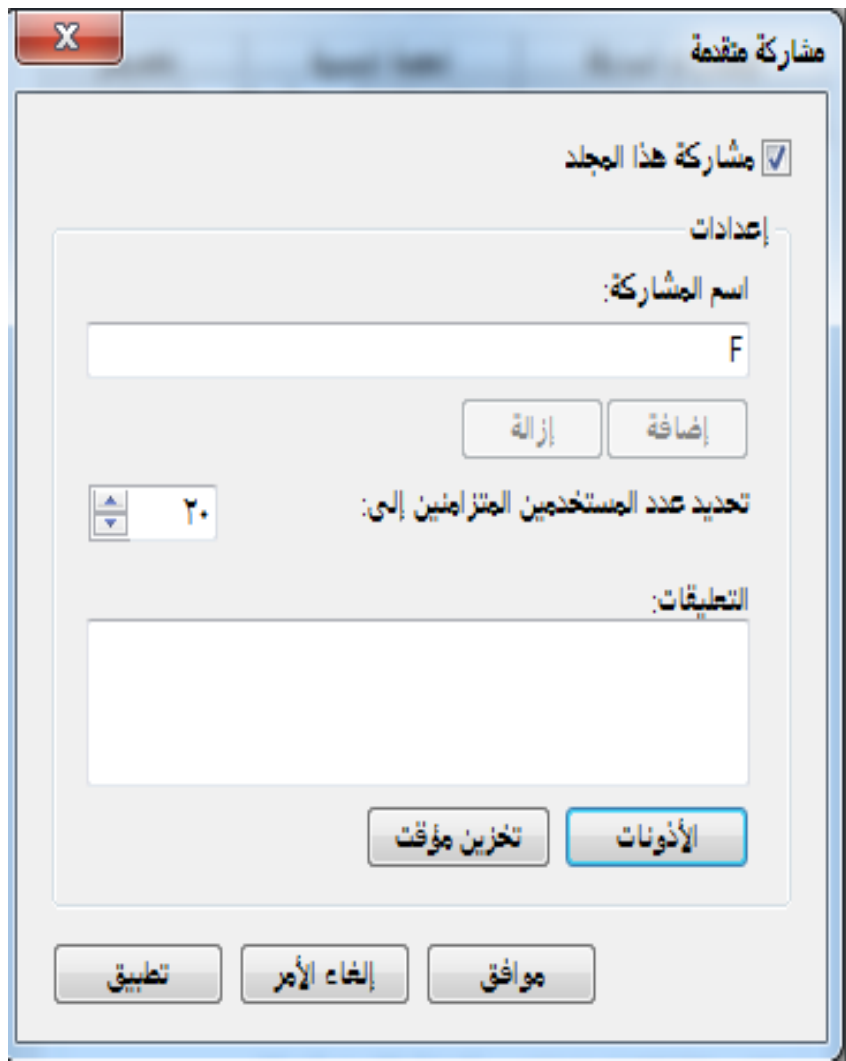 مشاركة متقدمة
مشاركة هذا المجلد
إعدادات
اسم المشاركة:
F
إضافة إزالة
تحديد عدد المستخدمين المتزامنين إلى: ٢٠
التعليقات:
الأذونات تخزين مؤقت
موافق إلغاء الأمر تطبيق